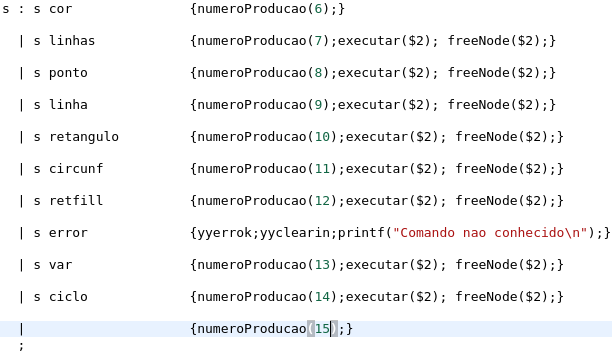 s : s cor {numeroProducao(6);}
| s linhas {numeroProducao(7);executar($2); freeNode($2);}
| s ponto {numeroProducao(8);executar($2); freeNode($2);}
| s linha {numeroProducao(9);executar($2); freeNode($2);}
| s retangulo {numeroProducao(10);executar($2); freeNode($2);}
| s circunf {numeroProducao(11);executar($2); freeNode($2);}
| s retfill {numeroProducao(12);executar($2); freeNode($2);}
| s error {yyerrok;yyclearin;printf("Comando nao conhecido\n");}
| s var {numeroProducao(13);executar($2); freeNode($2);}
| s ciclo {numeroProducao(14);executar($2); freeNode($2);}
| {numeroProducao(15);}
;